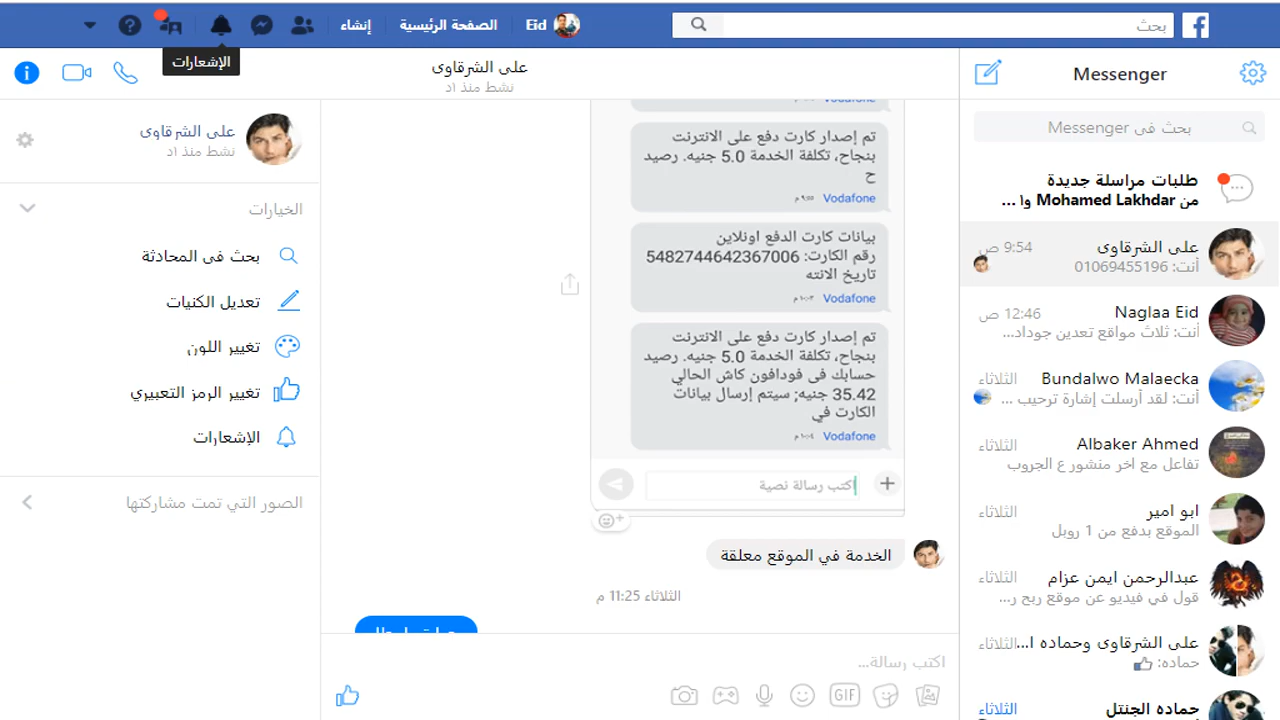 بحث
Eid
الصفحة الرئيسية
إنشاء
الإشعارات
Messenger
بحث فى Messenger
طلبات مراسلة جديدة
من Mohamed Lakhdar وا ...
على الشرقاوى
9:54 ص
أنت: 01069455196
Naglaa Eid
12:46 ص
أنت: ثلاث مواقع تعدين جوداد...
Bundalwo Malaecka
الثلاثاء
أنت: لقد أرسلت إشارة ترحيب ...
Albaker Ahmed
الثلاثاء
تفاعل مع اخر منشور ع الجروب
ابو امير
الثلاثاء
الموقع بدفع من 1 روبل
عبدالرحمن ايمن عزام
الثلاثاء
قول في فيديو عن موقع ربح ر...
على الشرقاوى وحماده ا...
الثلاثاء
حماده:
حماده الجنتل
الثلاثاء
على الشرقاوى
نشط منذ ١د
Vodafone
تم إصدار كارت دفع على الانترنت
بنجاح، تكلفة الخدمة 5.0 جنيه. رصيد
ح
Vodafone
بيانات كارت الدفع اونلاين
رقم الكارت: 5482744642367006
تاريخ الانته
Vodafone
تم إصدار كارت دفع على الانترنت
بنجاح، تكلفة الخدمة 5.0 جنيه. رصيد
حسابك فى فودافون كاش الحالي
35.42 جنيه; سيتم إرسال بيانات
الكارت في
Vodafone
اكتب رسالة نصية
الخدمة في الموقع معلقة
الثلاثاء 11:25 م
اكتب رسالة...
GIF
على الشرقاوى
نشط منذ ١د
الخيارات
بحث فى المحادثة
تعديل الكنيات
تغيير اللون
تغيير الرمز التعبيري
الإشعارات
الصور التي تمت مشاركتها